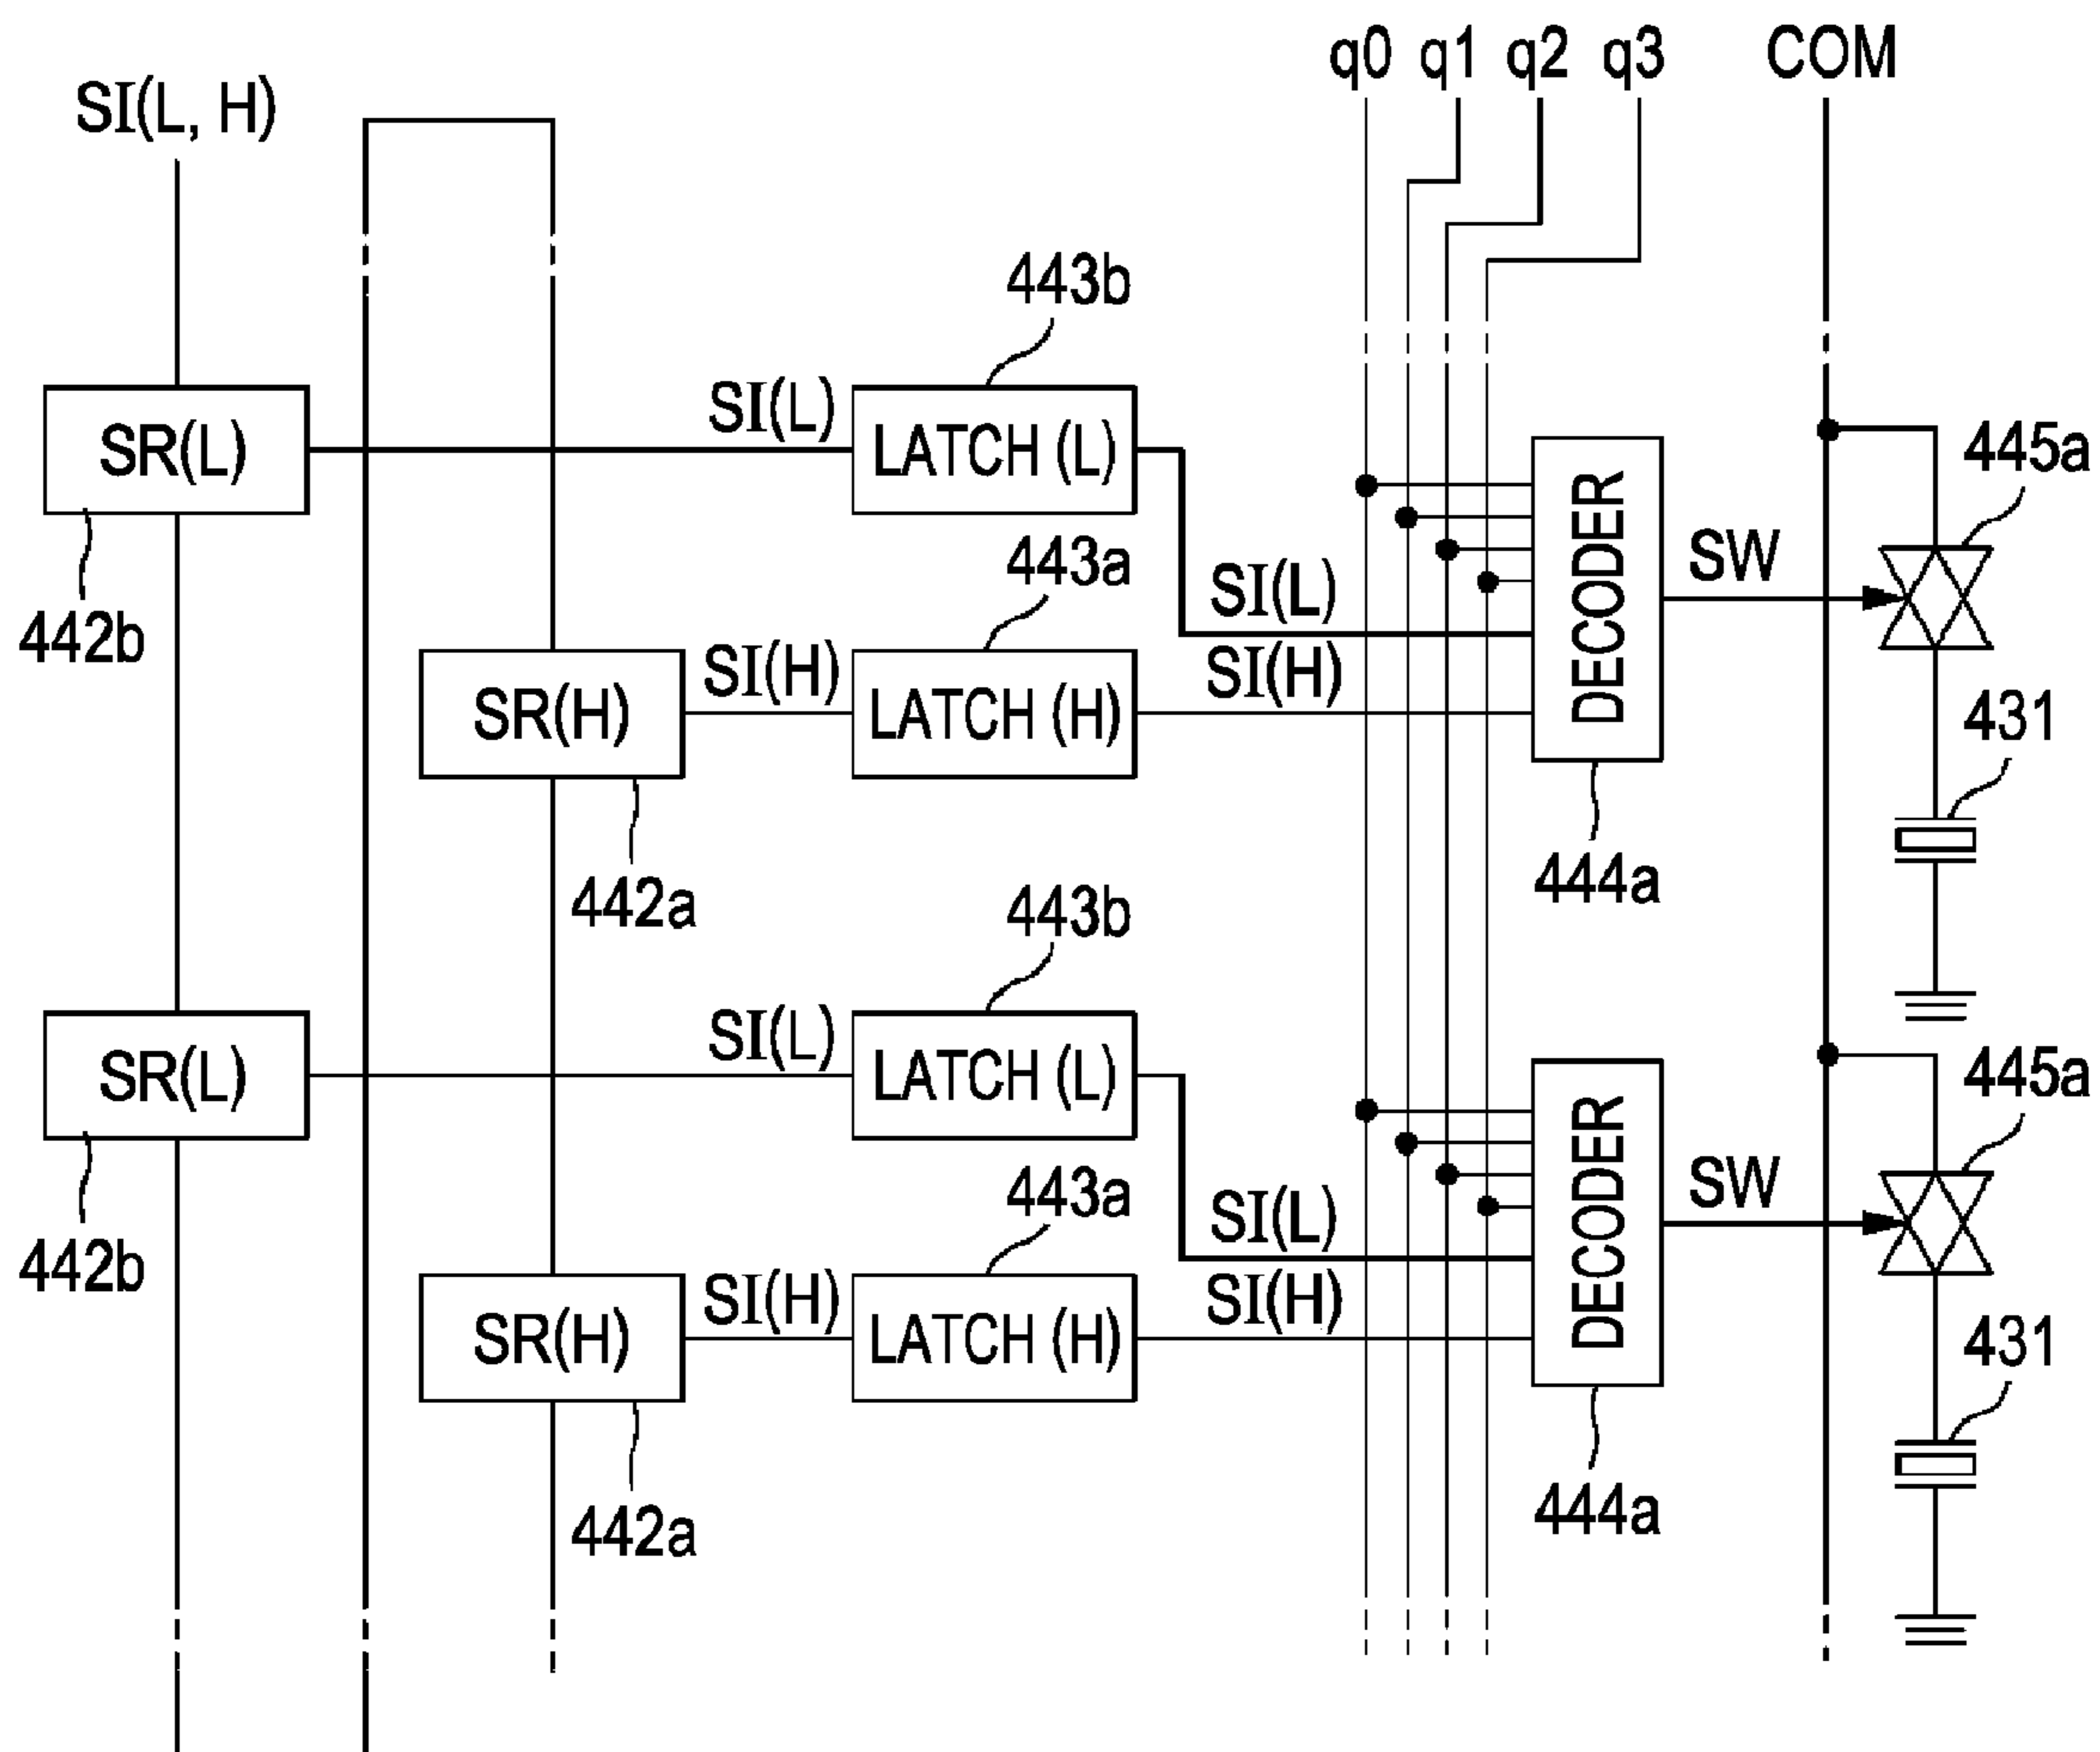 q0 q1 q2 q3 COM
SI(L, H)
443b
SI(L)
SR(L)
LATCH (L)
445a
DECODER
SW
443a
SI(L)
442b
SI(H)
SI(H)
SR(H)
LATCH (H)
431
442a
444a
443b
SI(L)
SR(L)
LATCH (L)
445a
DECODER
SW
443a
SI(L)
442b
SI(H)
SI(H)
SR(H)
LATCH (H)
431
442a
444a